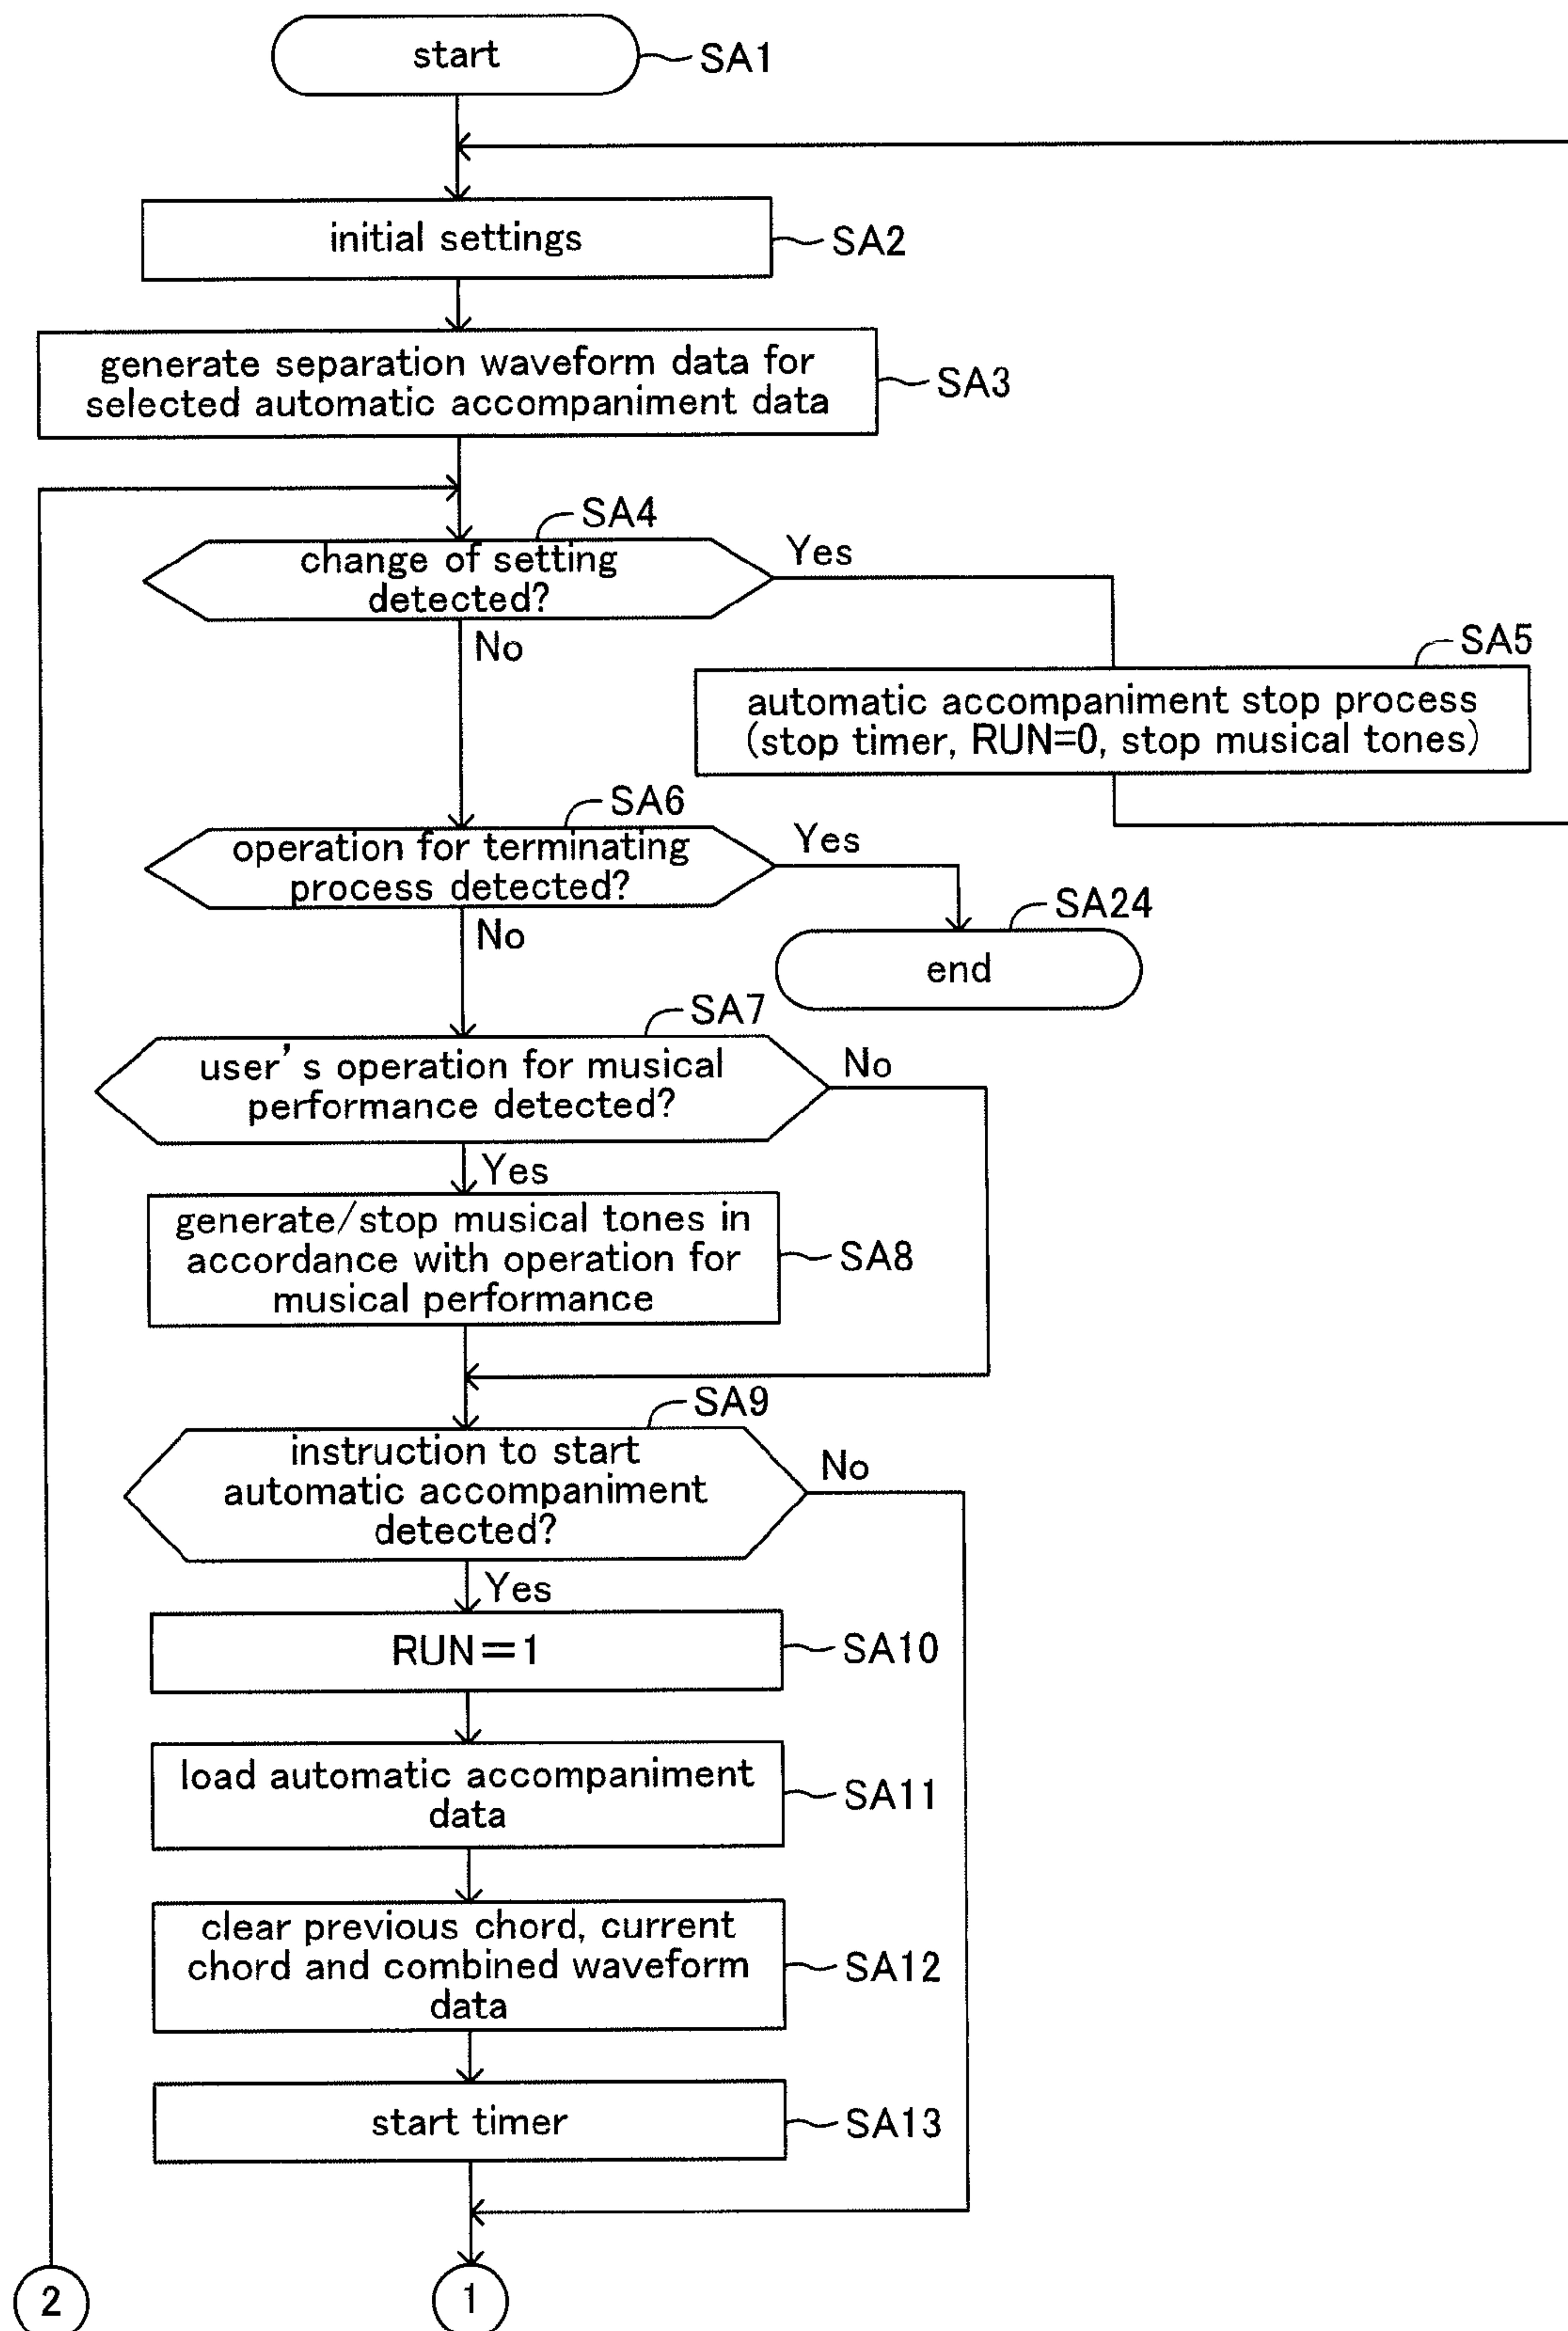 start
SA1
initial settings
SA2
generate separation waveform data for
selected automatic accompaniment data
SA3
SA4
change of setting
detected?
Yes
No
SA5
automatic accompaniment stop process
(stop timer, RUN=0, stop musical tones)
SA6
operation for terminating
process detected?
Yes
No
SA24
end
SA7
user's operation for musical
performance detected?
No
Yes
generate/stop musical tones in
accordance with operation for
musical performance
SA8
SA9
instruction to start
automatic accompaniment
detected?
No
Yes
RUN=1
SA10
load automatic accompaniment
data
SA11
clear previous chord, current
chord and combined waveform
data
SA12
start timer
SA13
2
1